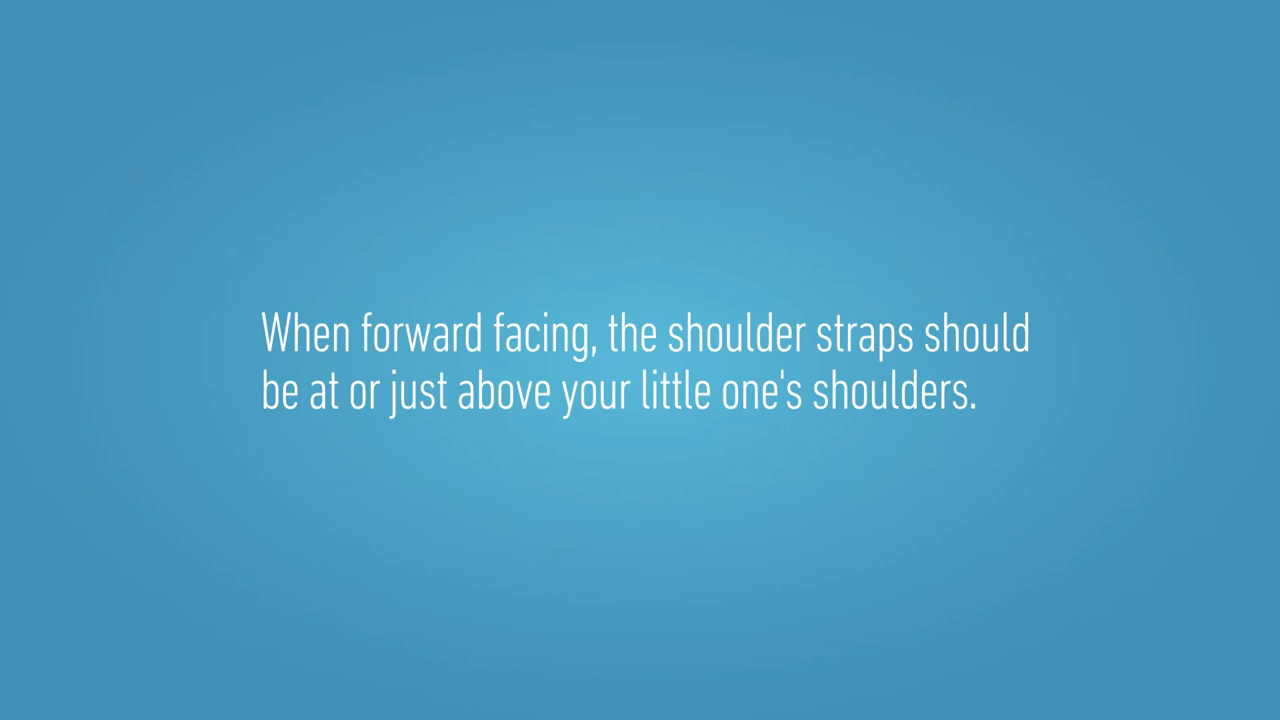 When forward facing, the shoulder straps should
be at or just above your little one's shoulders.